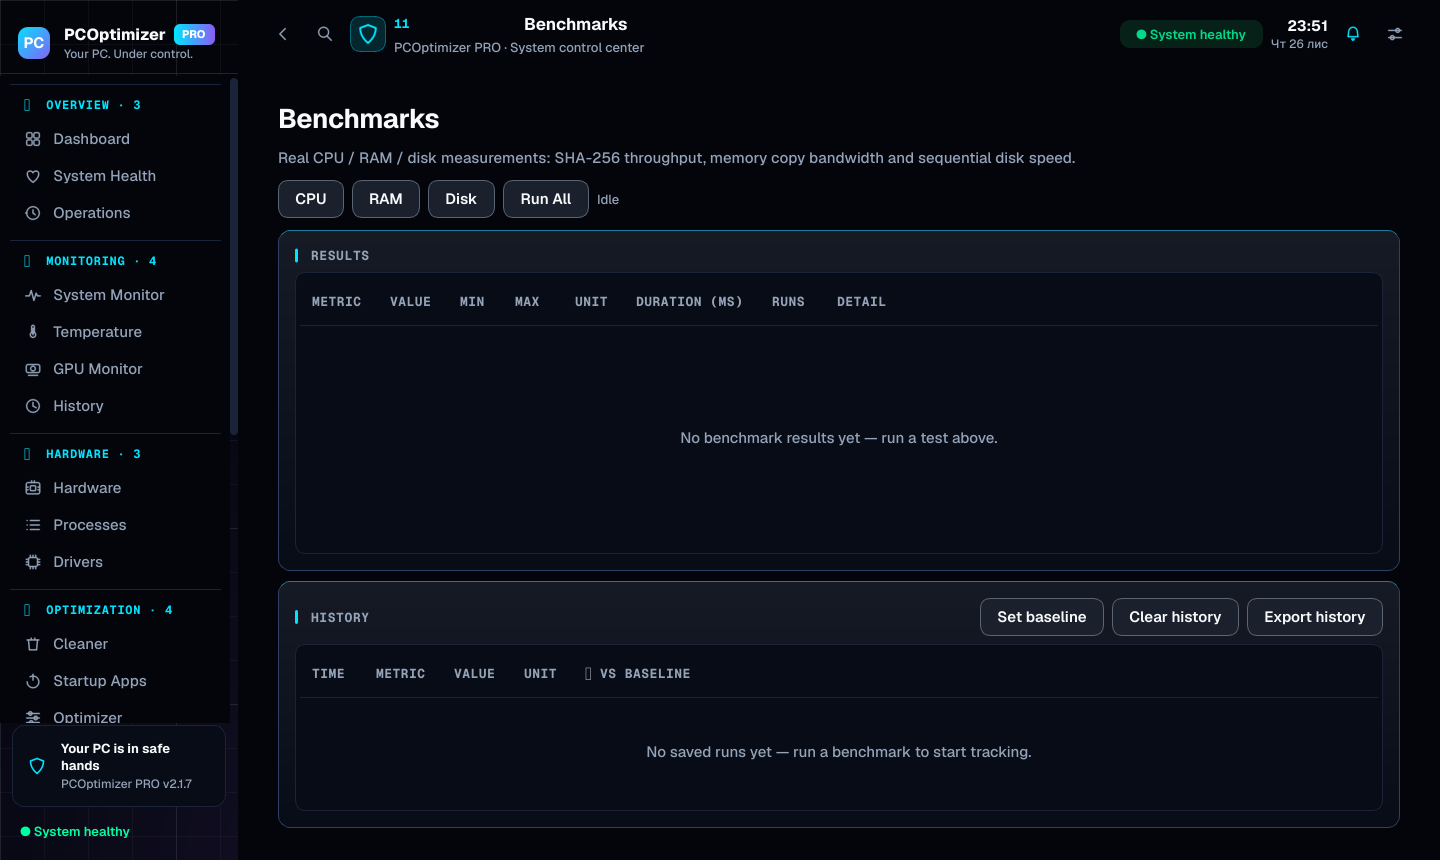 PC
PCOptimizer PRO
Your PC. Under control.
OVERVIEW · 3
Dashboard
System Health
Operations
MONITORING · 4
System Monitor
Temperature
GPU Monitor
History
HARDWARE · 3
Hardware
Processes
Drivers
OPTIMIZATION · 4
Cleaner
Startup Apps
Optimizer
Your PC is in safe
hands
PCOptimizer PRO v2.1.7
System healthy
11 Benchmarks
PCOptimizer PRO · System control center
System healthy
23:51
Чт 26 лис
Benchmarks
Real CPU / RAM / disk measurements: SHA-256 throughput, memory copy bandwidth and sequential disk speed.
CPU RAM Disk Run All Idle
RESULTS
METRIC VALUE MIN MAX UNIT DURATION (MS) RUNS DETAIL
No benchmark results yet — run a test above.
HISTORY
Set baseline Clear history Export history
TIME METRIC VALUE UNIT VS BASELINE
No saved runs yet — run a benchmark to start tracking.